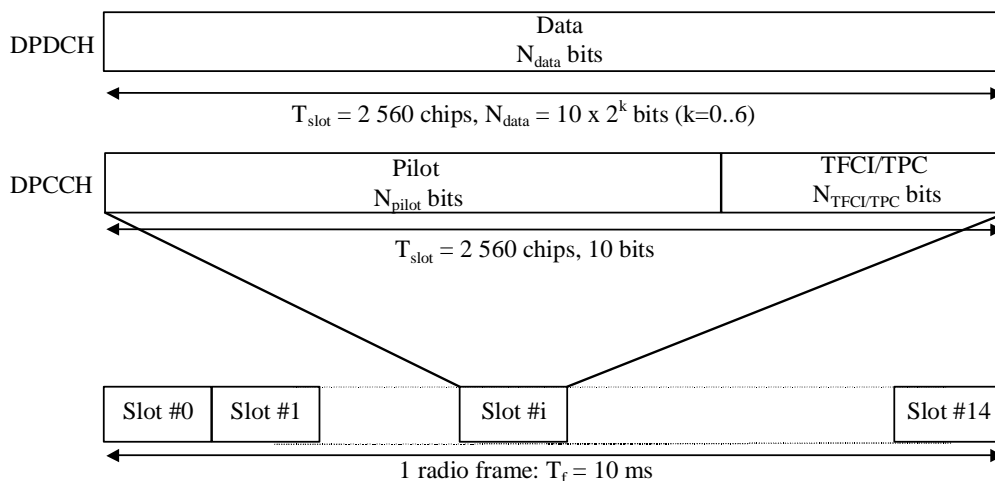 Data
DPDCH
N_data bits
T_slot = 2 560 chips, N_data = 10 x 2^k bits (k=0..6)
Pilot TFCI/TPC
DPCCH
N_pilot bits N_TFCI/TPC bits
T_slot = 2 560 chips, 10 bits
Slot #0 Slot #1 Slot #i Slot #14
1 radio frame: T_f = 10 ms